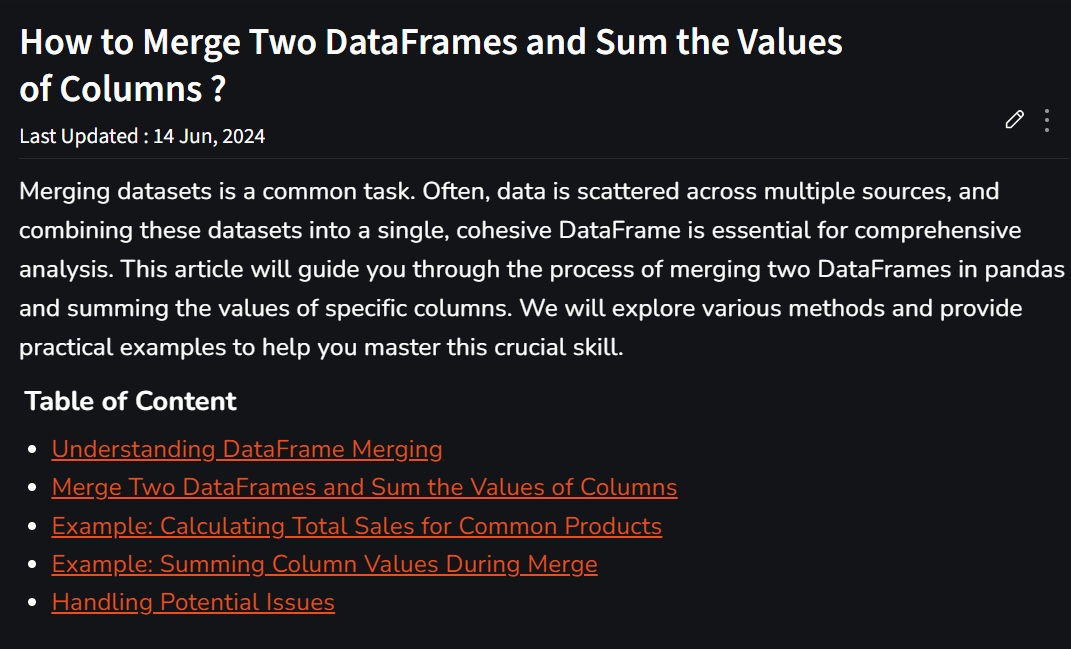 How to Merge Two DataFrames and Sum the Values
of Columns ?
Last Updated : 14 Jun, 2024
Merging datasets is a common task. Often, data is scattered across multiple sources, and
combining these datasets into a single, cohesive DataFrame is essential for comprehensive
analysis. This article will guide you through the process of merging two DataFrames in pandas
and summing the values of specific columns. We will explore various methods and provide
practical examples to help you master this crucial skill.
Table of Content
Understanding DataFrame Merging
Merge Two DataFrames and Sum the Values of Columns
Example: Calculating Total Sales for Common Products
Example: Summing Column Values During Merge
Handling Potential Issues